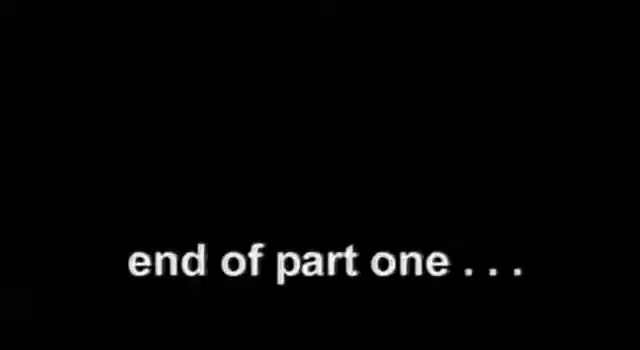 end of part one . . .